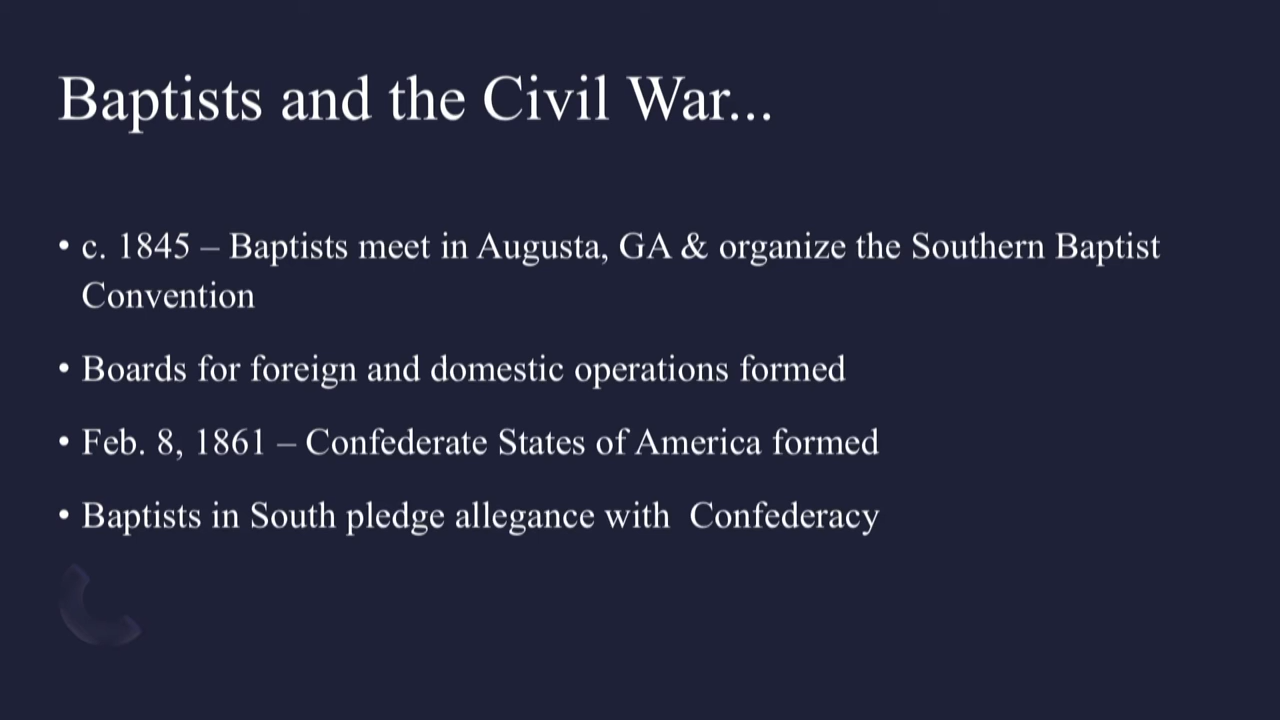 Baptists and the Civil War...
• c. 1845 – Baptists meet in Augusta, GA & organize the Southern Baptist
Convention
• Boards for foreign and domestic operations formed
• Feb. 8, 1861 – Confederate States of America formed
• Baptists in South pledge allegance with  Confederacy